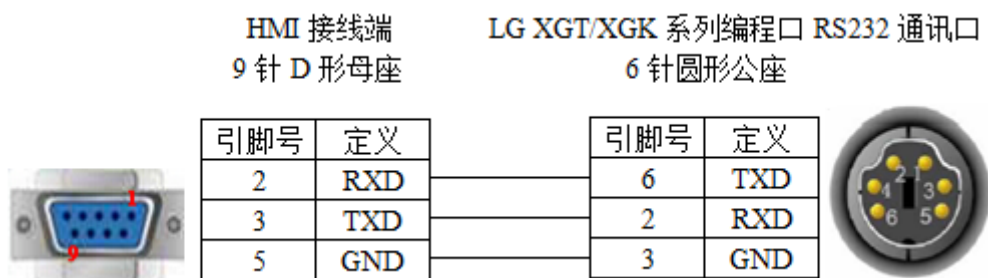 HMI 接线端 LG XGT/XGK 系列编程口 RS232 通讯口
9 针 D 形母座 6 针圆形公座
引脚号 定义 引脚号 定义
2 RXD 6 TXD
3 TXD 2 RXD
5 GND 3 GND
1
9
2 1
4 3
6 5